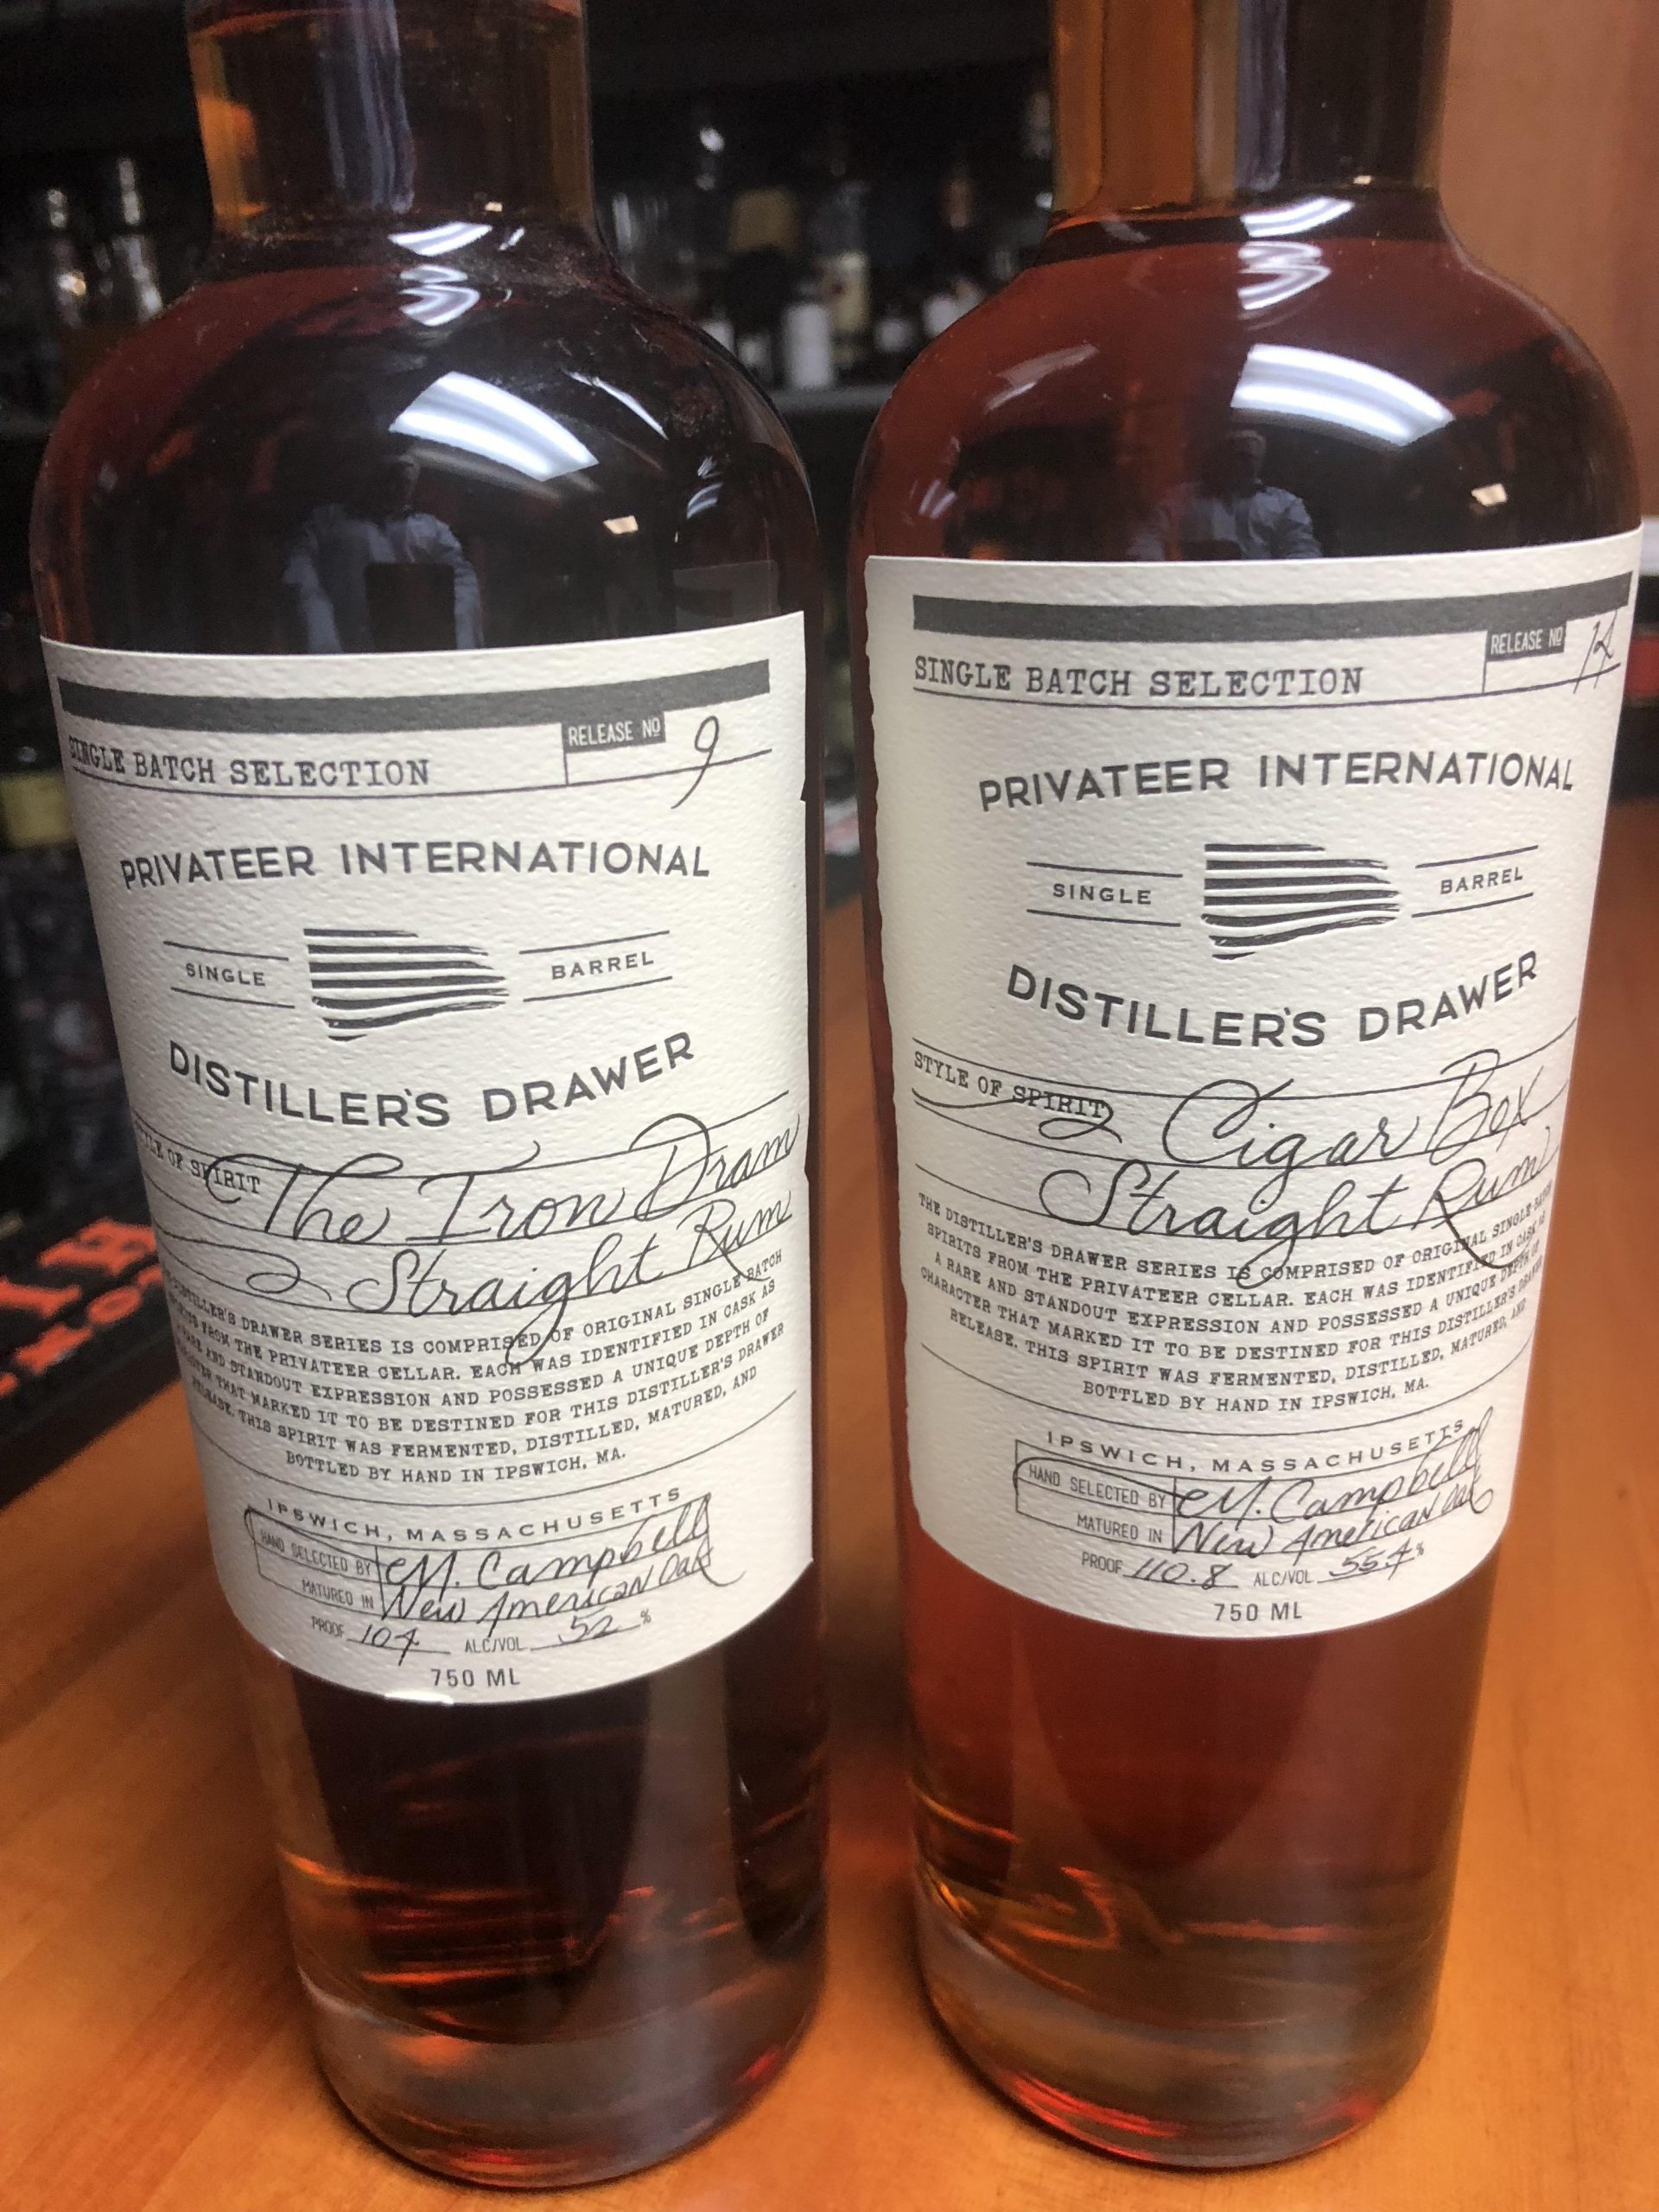 SINGLE BATCH SELECTION
RELEASE NO 9
PRIVATEER INTERNATIONAL
SINGLE BARREL
DISTILLER'S DRAWER
STYLE OF SPIRIT The Iron Dram
Straight Rum
THE DISTILLER'S DRAWER SERIES IS COMPRISED OF ORIGINAL SINGLE BATCH
SPIRITS FROM THE PRIVATEER CELLAR. EACH WAS IDENTIFIED IN CASK AS
A RARE AND STANDOUT EXPRESSION AND POSSESSED A UNIQUE DEPTH OF
CHARACTER THAT MARKED IT TO BE DESTINED FOR THIS DISTILLER'S DRAWER
RELEASE. THIS SPIRIT WAS FERMENTED, DISTILLED, MATURED, AND
BOTTLED BY HAND IN IPSWICH, MA.
IPSWICH, MASSACHUSETTS
HAND SELECTED BY M. Campbell
MATURED IN New American Oak
PROOF 104 ALC/VOL 52 %
750 ML
SINGLE BATCH SELECTION
RELEASE NO
PRIVATEER INTERNATIONAL
SINGLE BARREL
DISTILLER'S DRAWER
STYLE OF SPIRIT Cigar Box
Straight Rum
THE DISTILLER'S DRAWER SERIES IS COMPRISED OF ORIGINAL SINGLE BATCH
SPIRITS FROM THE PRIVATEER CELLAR. EACH WAS IDENTIFIED IN CASK AS
A RARE AND STANDOUT EXPRESSION AND POSSESSED A UNIQUE DEPTH OF
CHARACTER THAT MARKED IT TO BE DESTINED FOR THIS DISTILLER'S DRAWER
RELEASE. THIS SPIRIT WAS FERMENTED, DISTILLED, MATURED, AND
BOTTLED BY HAND IN IPSWICH, MA.
IPSWICH, MASSACHUSETTS
HAND SELECTED BY M. Campbell
MATURED IN New American Oak
PROOF 110.8 ALC/VOL 55.4 %
750 ML